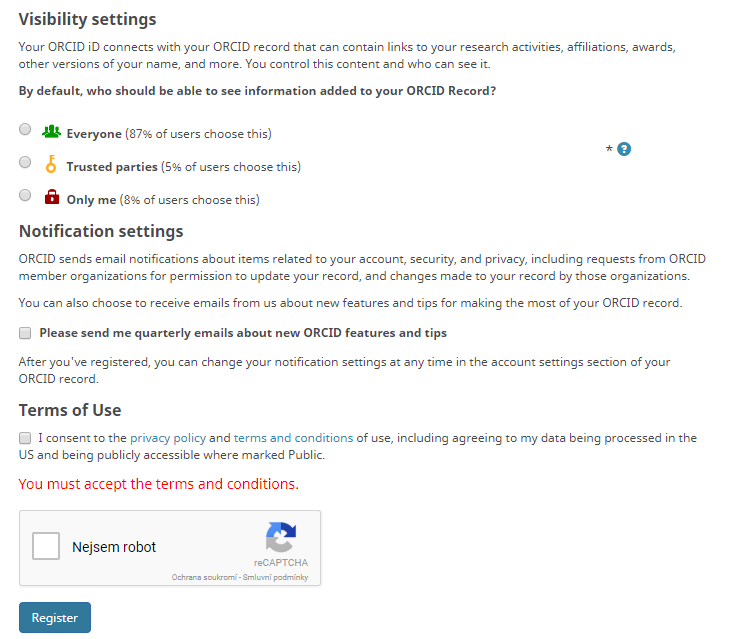 Visibility settings
Your ORCID iD connects with your ORCID record that can contain links to your research activities, affiliations, awards,
other versions of your name, and more. You control this content and who can see it.
By default, who should be able to see information added to your ORCID Record?
Everyone (87% of users choose this)
* ?
Trusted parties (5% of users choose this)
Only me (8% of users choose this)
Notification settings
ORCID sends email notifications about items related to your account, security, and privacy, including requests from ORCID
member organizations for permission to update your record, and changes made to your record by those organizations.
You can also choose to receive emails from us about new features and tips for making the most of your ORCID record.
Please send me quarterly emails about new ORCID features and tips
After you've registered, you can change your notification settings at any time in the account settings section of your
ORCID record.
Terms of Use
I consent to the privacy policy and terms and conditions of use, including agreeing to my data being processed in the
US and being publicly accessible where marked Public.
You must accept the terms and conditions.
Nejsem robot
reCAPTCHA
Ochrana soukromí - Smluvní podmínky
Register